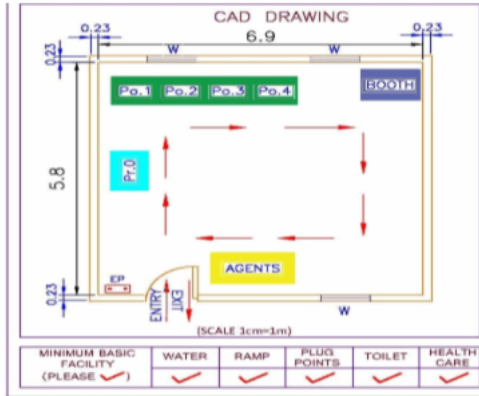 CAD DRAWING
0.23
6.9
0.23
W
W
0.23
Po.1 Po.2 Po.3 Po.4
BOOTH
5.8
Pr.O
AGENTS
EP
0.23
ENTRY
EXIT
W
(SCALE 1cm=1m)
MINIMUM BASIC FACILITY (PLEASE ✓)
WATER
RAMP
PLUG POINTS
TOILET
HEALTH CARE
✓ ✓ ✓ ✓ ✓